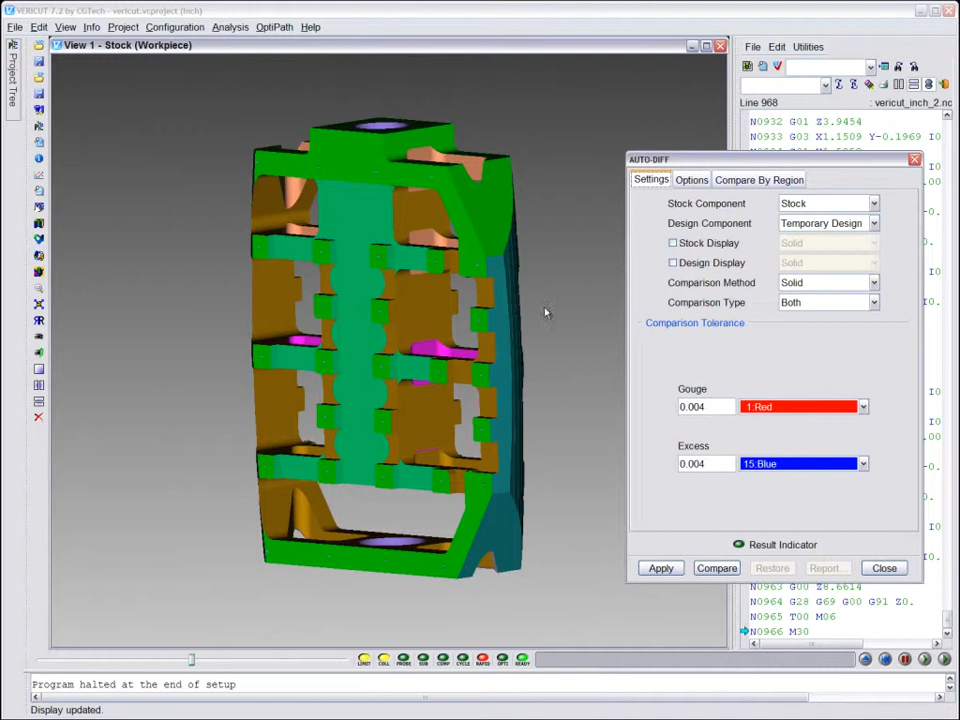 VERICUT 7.2 by CGTech - vericut.vcproject (Inch)
File Edit View Info Project Configuration Analysis OptiPath Help
Project Tree
View 1 - Stock (Workpiece)
File Edit Utilities
Line 968 : vericut_inch_2.nc
N0932 G01 Z3.9454
N0933 G03 X1.1509 Y-0.1969 I0
AUTO-DIFF
Settings Options Compare By Region
Stock Component Stock
Design Component Temporary Design
Stock Display Solid
Design Display Solid
Comparison Method Solid
Comparison Type Both
Comparison Tolerance
Gouge
0.004 1:Red
Excess
0.004 15:Blue
Result Indicator
Apply Compare Restore Report... Close
N0963 G00 Z8.6614
N0964 G28 G69 G00 G91 Z0.
N0965 T00 M06
N0966 M30
LIMIT COLL PROBE SUB COMP CYCLE RAPID OPTI READY
Program halted at the end of setup
Display updated.